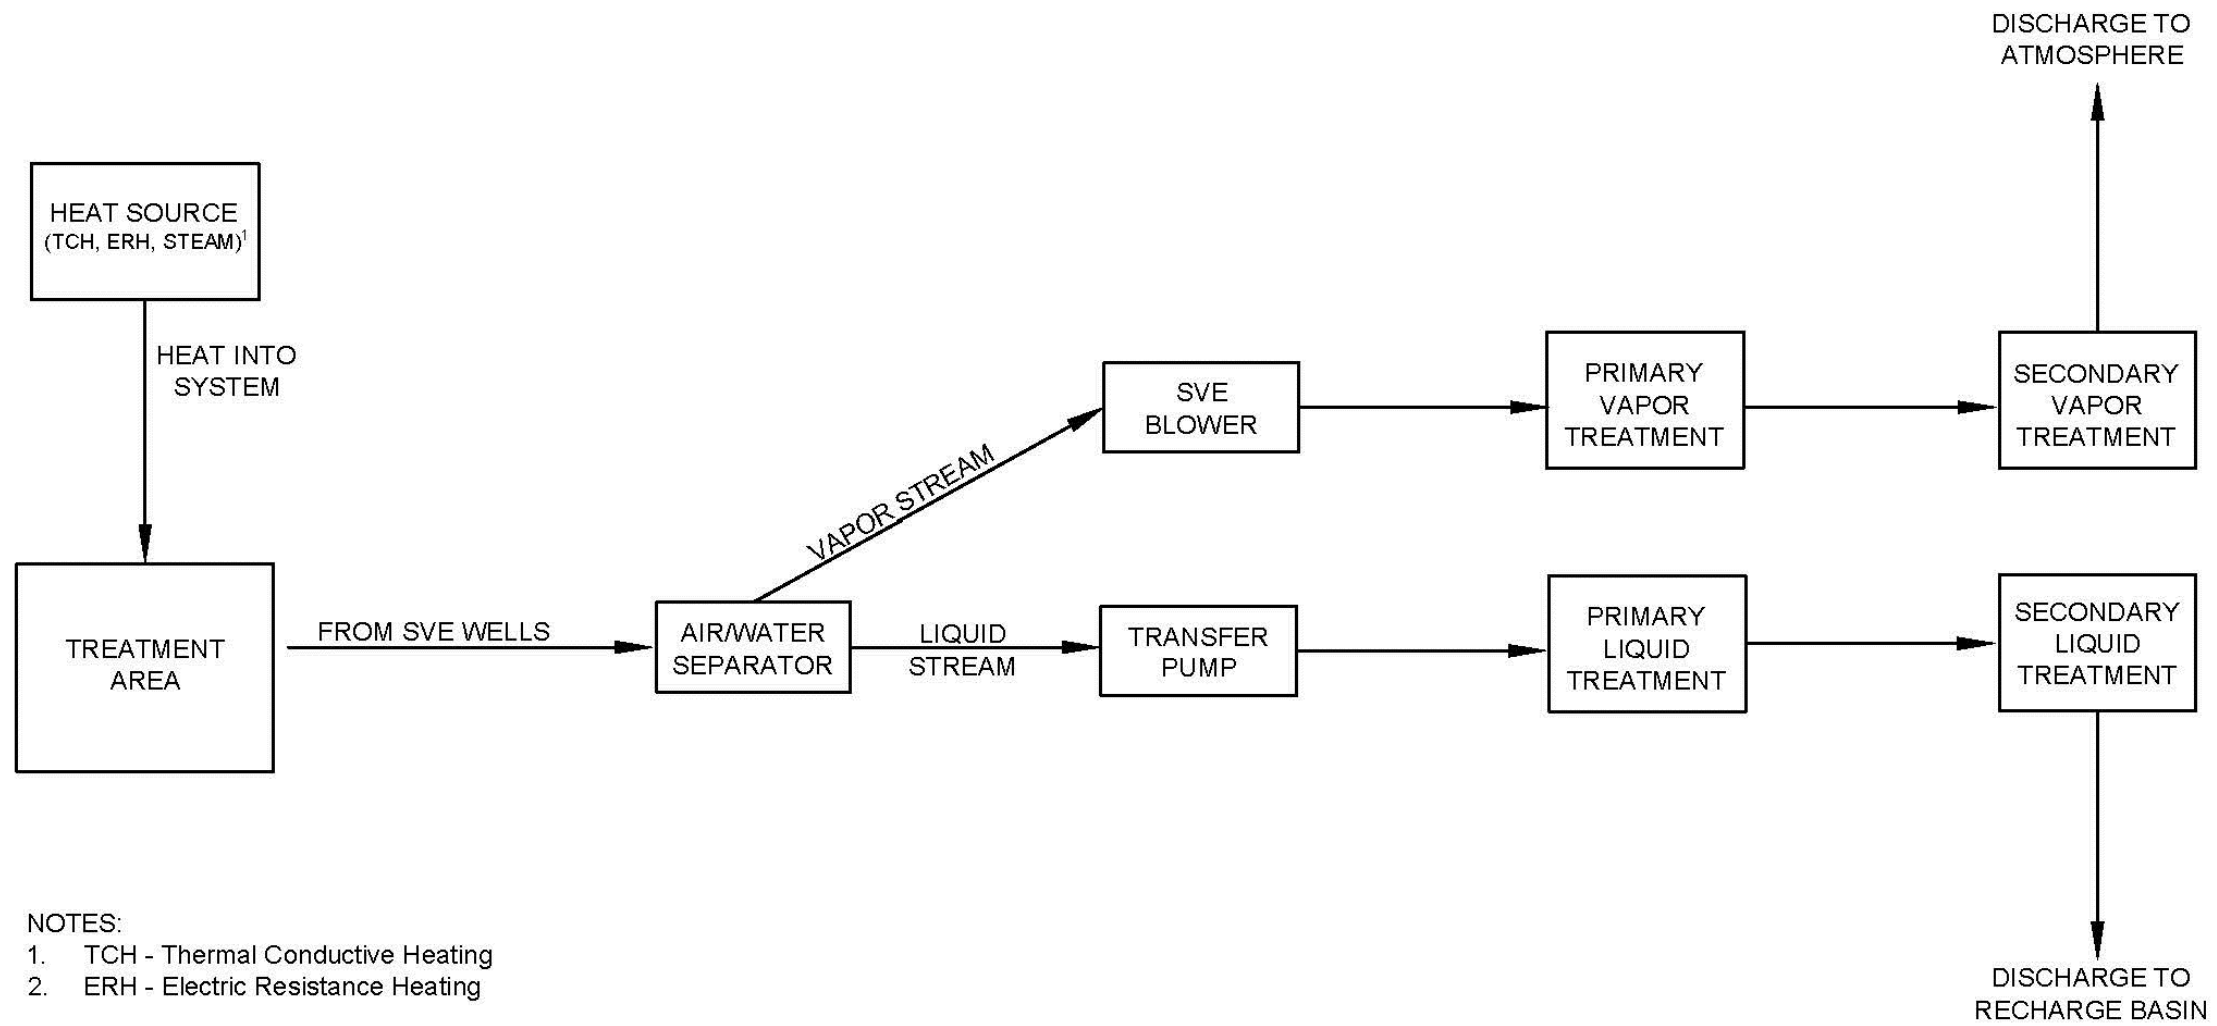 DISCHARGE TO
ATMOSPHERE
HEAT SOURCE
(TCH, ERH, STEAM)1
HEAT INTO
SYSTEM
SVE
BLOWER
PRIMARY
VAPOR
TREATMENT
SECONDARY
VAPOR
TREATMENT
VAPOR STREAM
TREATMENT
AREA
FROM SVE WELLS
AIR/WATER
SEPARATOR
LIQUID
STREAM
TRANSFER
PUMP
PRIMARY
LIQUID
TREATMENT
SECONDARY
LIQUID
TREATMENT
NOTES:
1. TCH - Thermal Conductive Heating
2. ERH - Electric Resistance Heating
DISCHARGE TO
RECHARGE BASIN